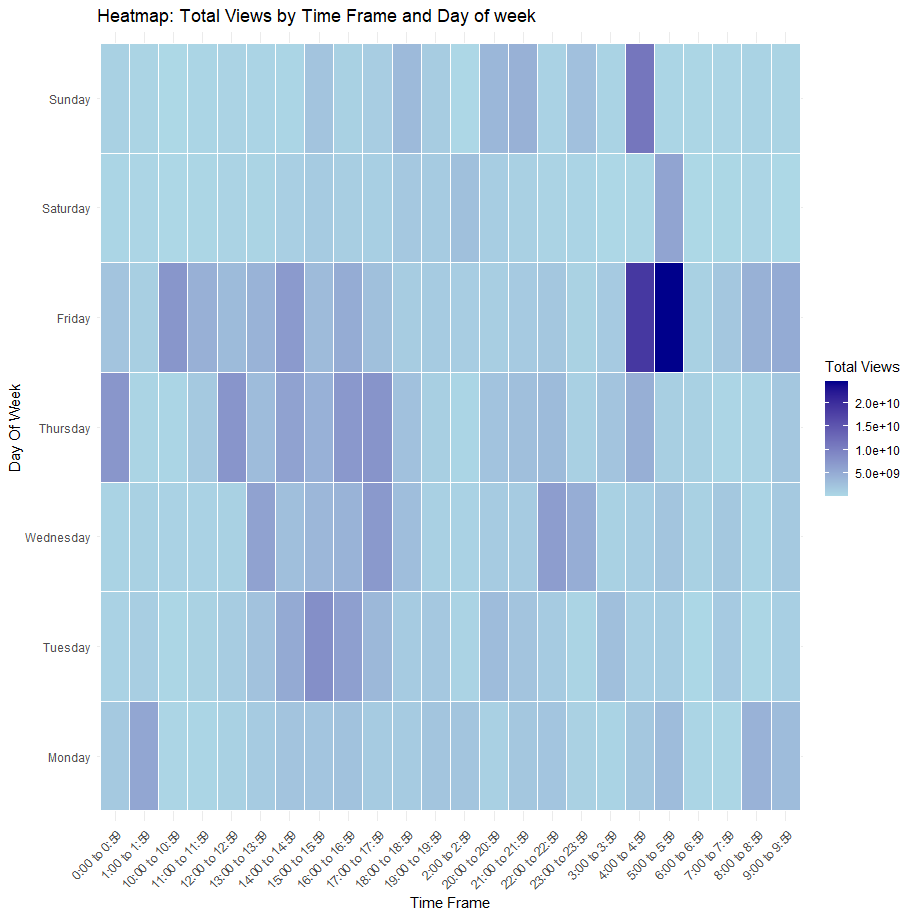 Heatmap: Total Views by Time Frame and Day of week
Sunday
Saturday
Friday
Thursday
Wednesday
Tuesday
Monday
Day Of Week
0:00 to 0:59
1:00 to 1:59
10:00 to 10:59
11:00 to 11:59
12:00 to 12:59
13:00 to 13:59
14:00 to 14:59
15:00 to 15:59
16:00 to 16:59
17:00 to 17:59
18:00 to 18:59
19:00 to 19:59
2:00 to 2:59
20:00 to 20:59
21:00 to 21:59
22:00 to 22:59
23:00 to 23:59
3:00 to 3:59
4:00 to 4:59
5:00 to 5:59
6:00 to 6:59
7:00 to 7:59
8:00 to 8:59
9:00 to 9:59
Time Frame
Total Views
2.0e+10
1.5e+10
1.0e+10
5.0e+09